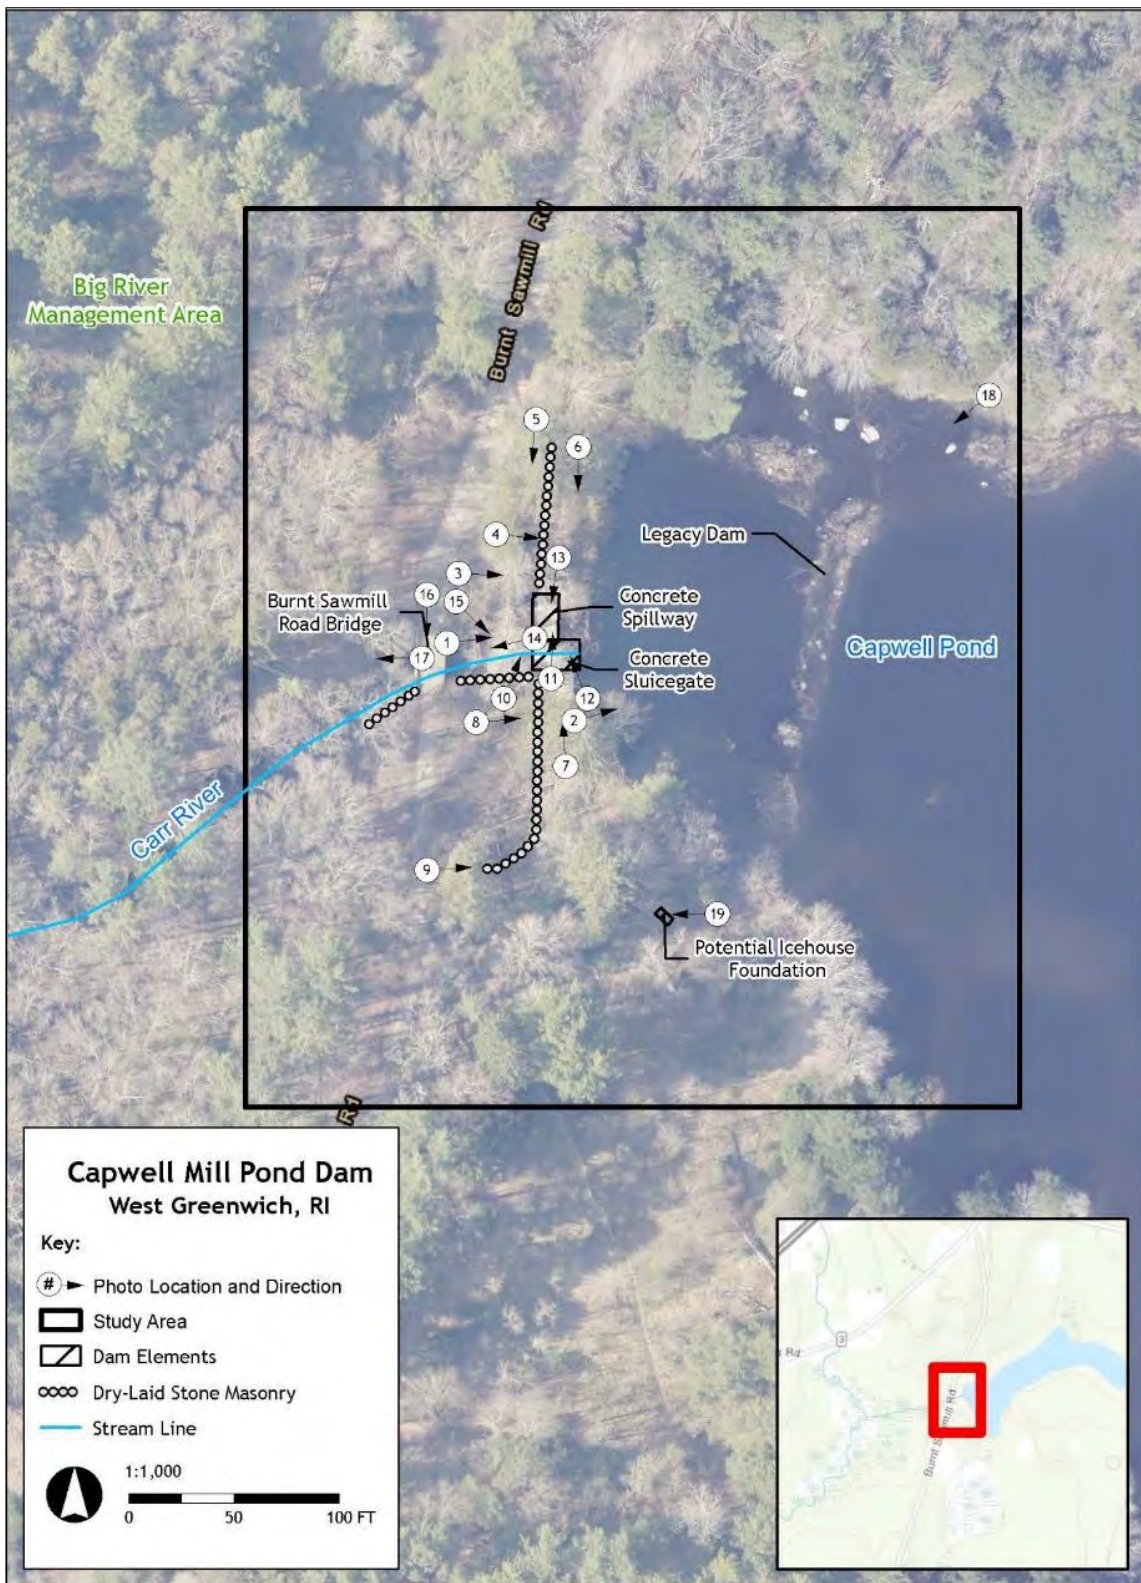 Burnt Sawmill Rd
Big River
Management Area
18
5
6
4
Legacy Dam
13
3
16
15
Burnt Sawmill
Road Bridge
Concrete
Spillway
1
14
17
Capwell Pond
Concrete
Sluicegate
11
10
12
8
2
7
Carr River
9
19
Potential Icehouse
Foundation
Rd
Capwell Mill Pond Dam
West Greenwich, RI
Key:
# Photo Location and Direction
Study Area
Dam Elements
Dry-Laid Stone Masonry
Stream Line
1:1,000
0 50 100 FT
3
Rd
Burnt Sawmill Rd